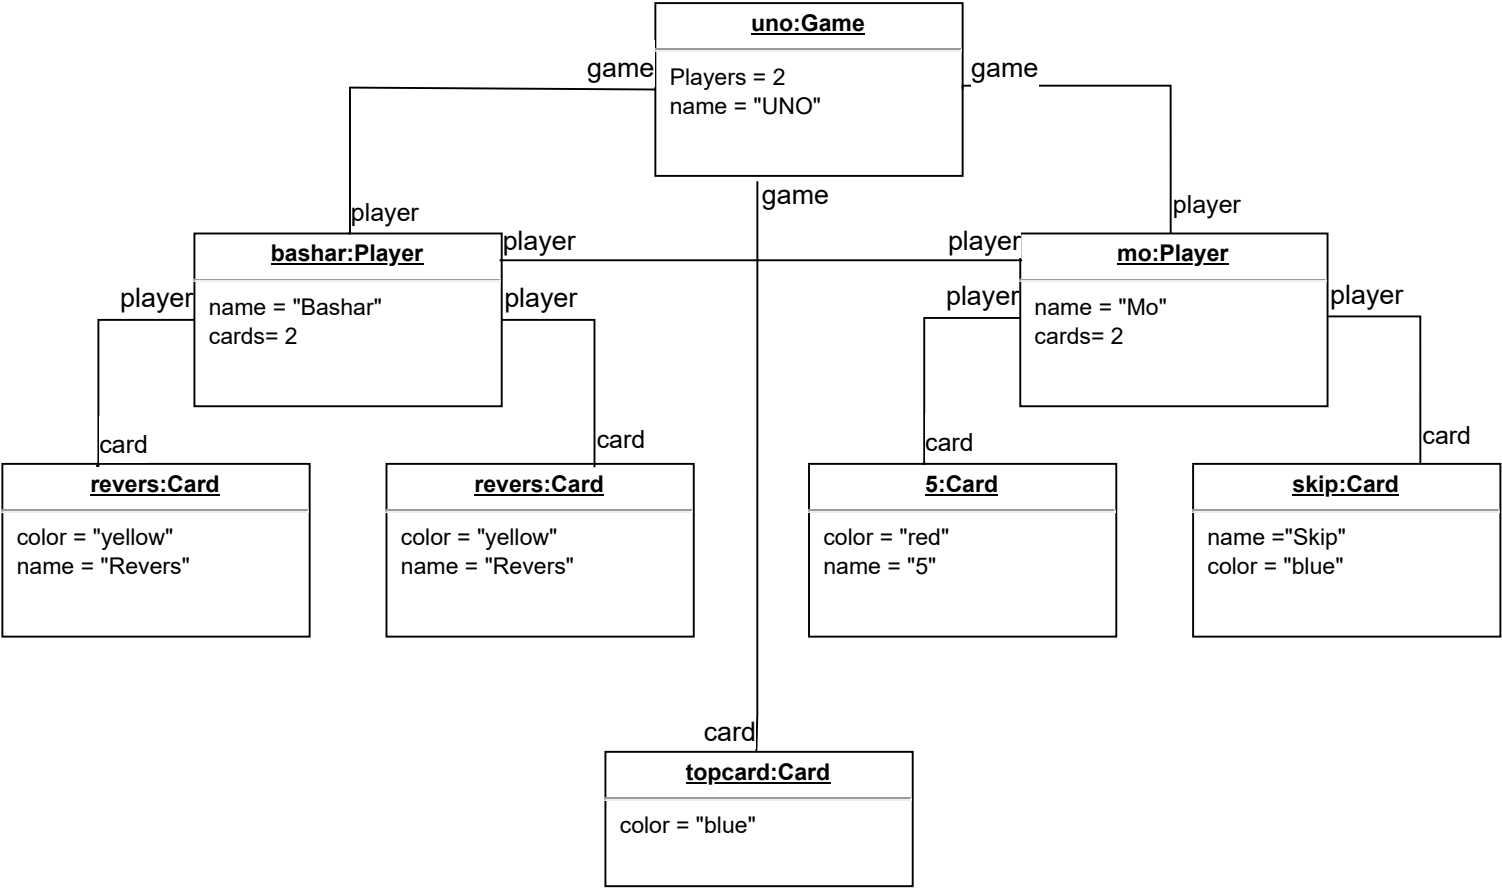 uno:Game
game
Players = 2
name = "UNO"
game
game
player
player
bashar:Player
player
player
mo:Player
player
name = "Bashar"
cards= 2
player
player
name = "Mo"
cards= 2
player
card
card
card
card
revers:Card
color = "yellow"
name = "Revers"
revers:Card
color = "yellow"
name = "Revers"
5:Card
color = "red"
name = "5"
skip:Card
name ="Skip"
color = "blue"
card
topcard:Card
color = "blue"